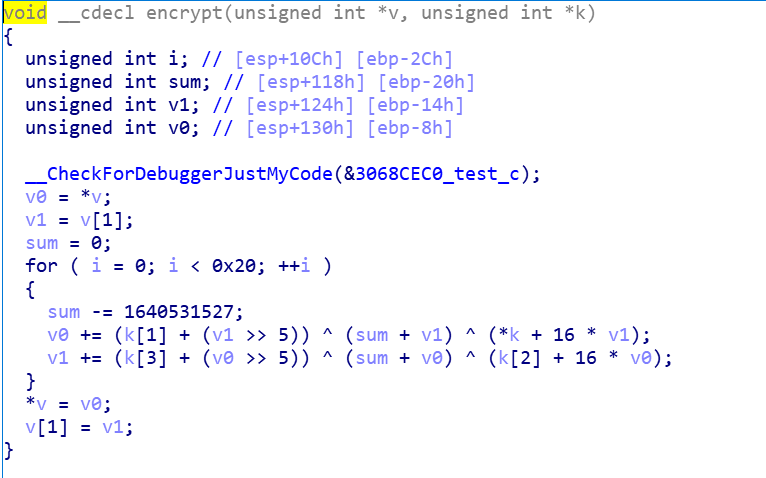 void __cdecl encrypt(unsigned int *v, unsigned int *k)
{
  unsigned int i; // [esp+10Ch] [ebp-2Ch]
  unsigned int sum; // [esp+118h] [ebp-20h]
  unsigned int v1; // [esp+124h] [ebp-14h]
  unsigned int v0; // [esp+130h] [ebp-8h]

  __CheckForDebuggerJustMyCode(&3068CEC0_test_c);
  v0 = *v;
  v1 = v[1];
  sum = 0;
  for ( i = 0; i < 0x20; ++i )
  {
    sum -= 1640531527;
    v0 += (k[1] + (v1 >> 5)) ^ (sum + v1) ^ (*k + 16 * v1);
    v1 += (k[3] + (v0 >> 5)) ^ (sum + v0) ^ (k[2] + 16 * v0);
  }
  *v = v0;
  v[1] = v1;
}